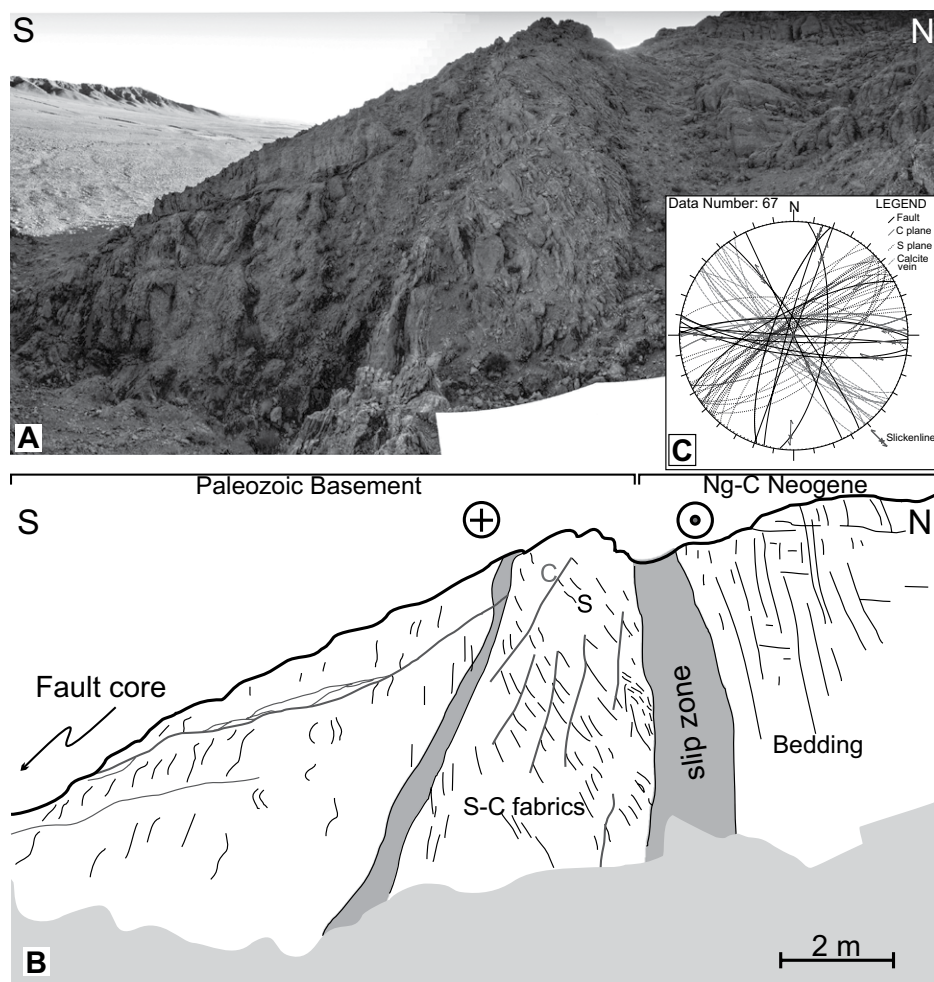 S
N
Data Number: 67
N
LEGEND
Fault
C plane
S plane
Calcite
vein
Slickenline
A
C
Paleozoic Basement
Ng-C Neogene
S
N
C
S
Fault core
slip zone
Bedding
S-C fabrics
2 m
B